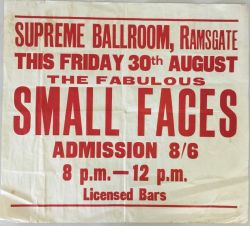 SUPREME BALLROOM, RAMSGATE
THIS FRIDAY 30th AUGUST
THE FABULOUS
SMALL FACES
ADMISSION 8/6
8 p.m.—12 p.m.
Licensed Bars